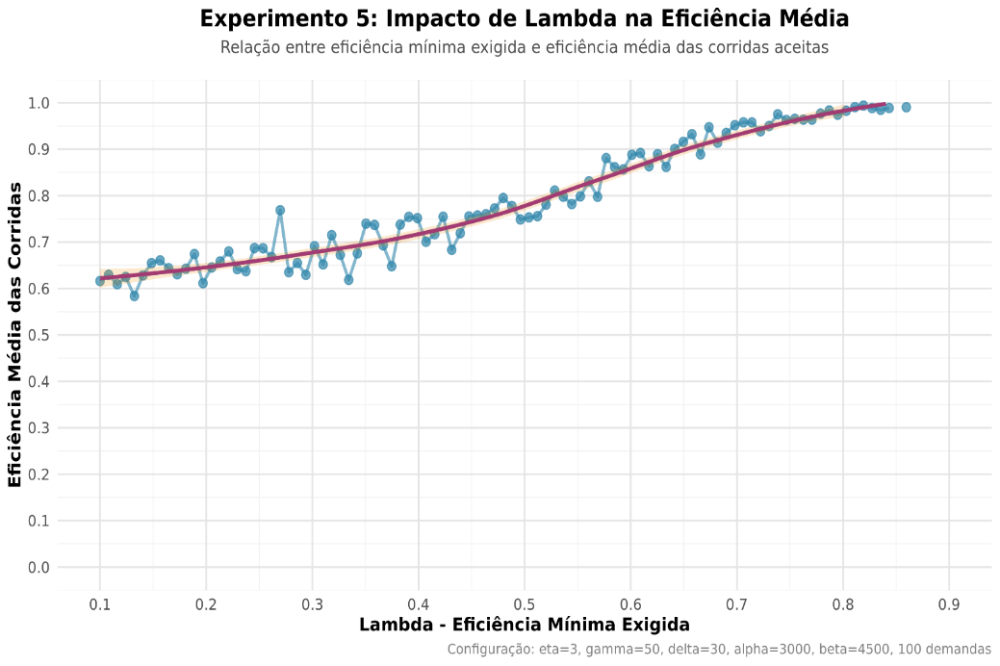 Experimento 5: Impacto de Lambda na Eficiência Média
Relação entre eficiência mínima exigida e eficiência média das corridas aceitas
Eficiência Média das Corridas
1.0
0.9
0.8
0.7
0.6
0.5
0.4
0.3
0.2
0.1
0.0
0.1 0.2 0.3 0.4 0.5 0.6 0.7 0.8 0.9
Lambda - Eficiência Mínima Exigida
Configuração: eta=3, gamma=50, delta=30, alpha=3000, beta=4500, 100 demandas